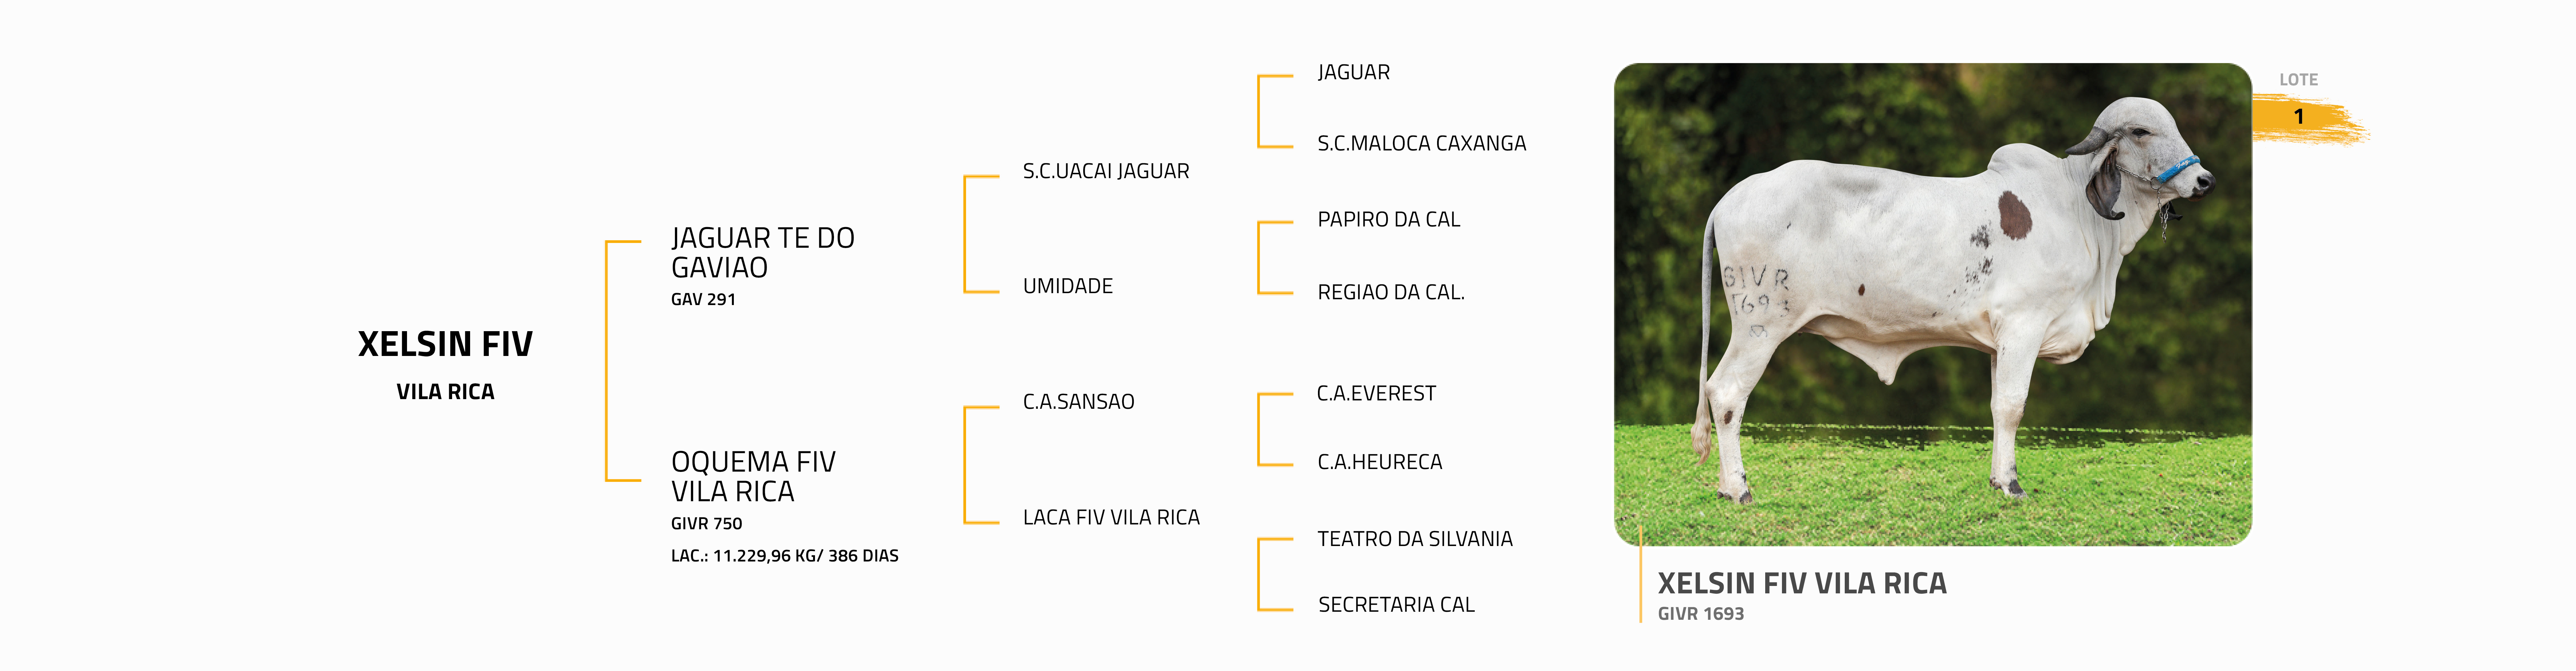 XELSIN FIV
VILA RICA
JAGUAR TE DO
GAVIAO
GAV 291
OQUEMA FIV
VILA RICA
GIVR 750
LAC.: 11.229,96 KG/ 386 DIAS
S.C.UACAI JAGUAR
UMIDADE
C.A.SANSAO
LACA FIV VILA RICA
JAGUAR
S.C.MALOCA CAXANGA
PAPIRO DA CAL
REGIAO DA CAL.
C.A.EVEREST
C.A.HEURECA
TEATRO DA SILVANIA
SECRETARIA CAL
GIVR
1693
LOTE
1
XELSIN FIV VILA RICA
GIVR 1693